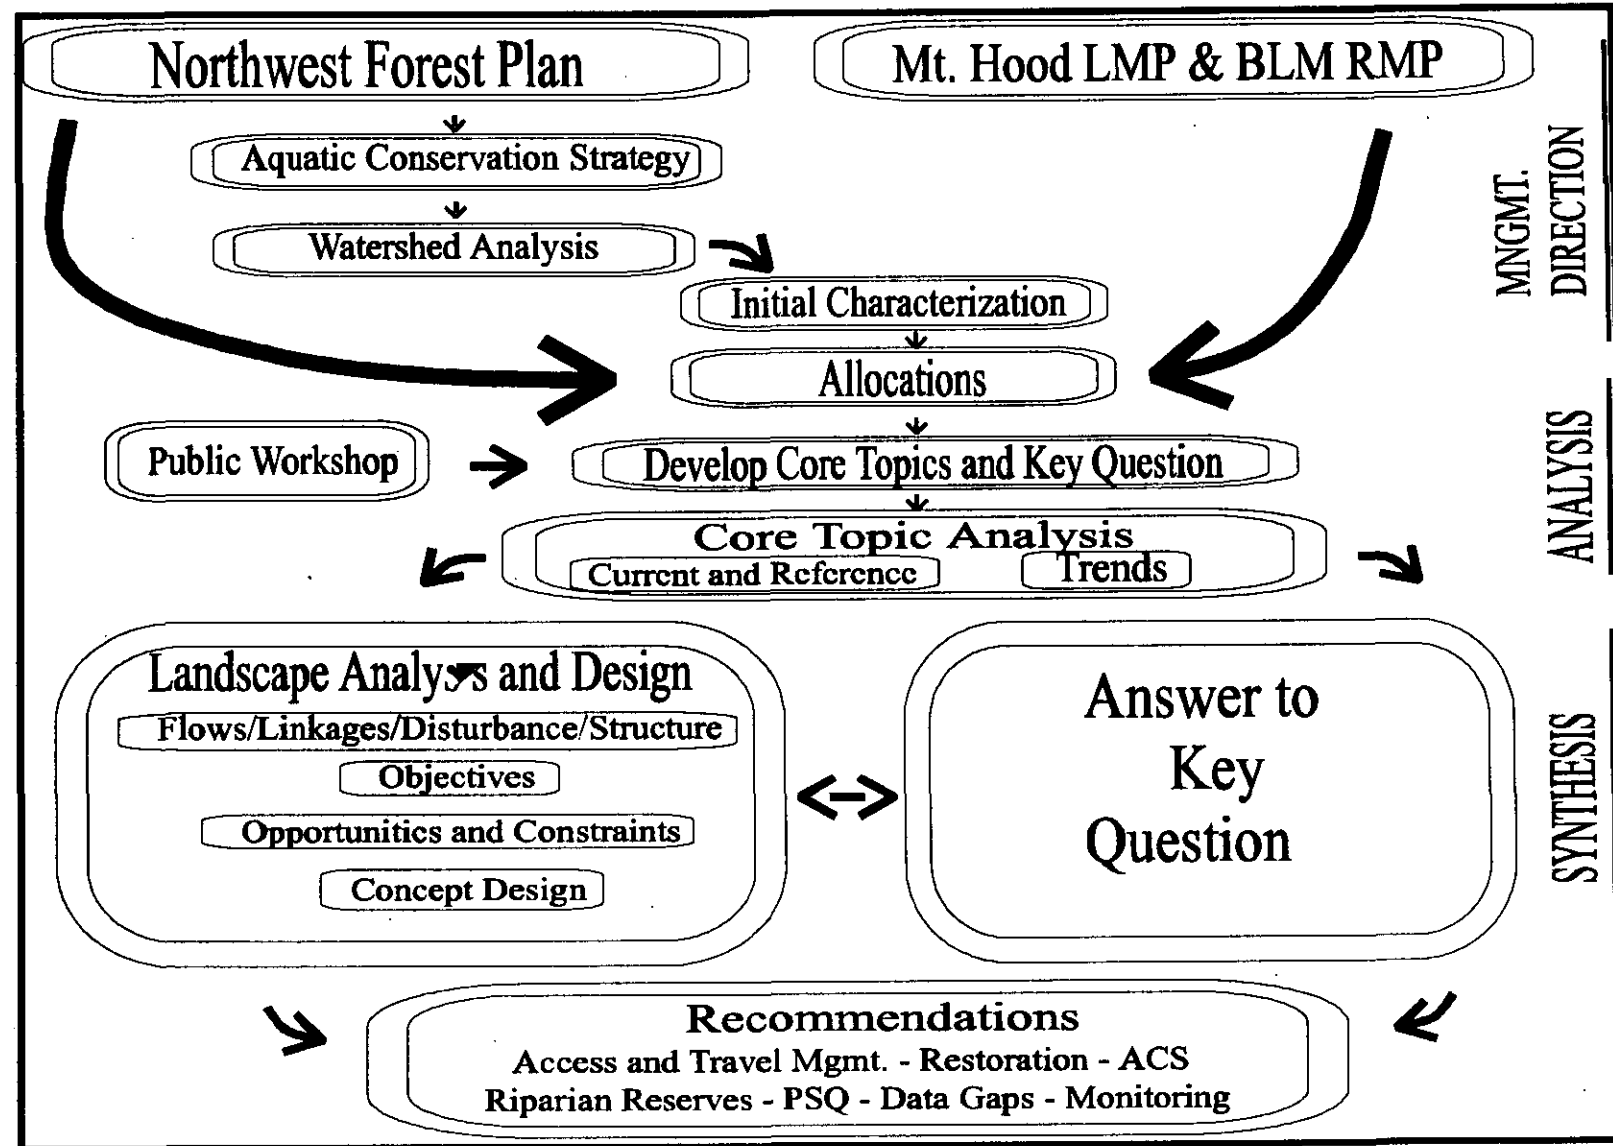 Northwest Forest Plan
Mt. Hood LMP & BLM RMP
Aquatic Conservation Strategy
Watershed Analysis
Initial Characterization
Allocations
Public Workshop
Develop Core Topics and Key Question
Core Topic Analysis
Current and Reference
Trends
Landscape Analysis and Design
Flows/Linkages/Disturbance/Structure
Objectives
Opportunities and Constraints
Concept Design
Answer to
Key
Question
Recommendations
Access and Travel Mgmt. - Restoration - ACS
Riparian Reserves - PSQ - Data Gaps - Monitoring
MNGMT.
DIRECTION
ANALYSIS
SYNTHESIS